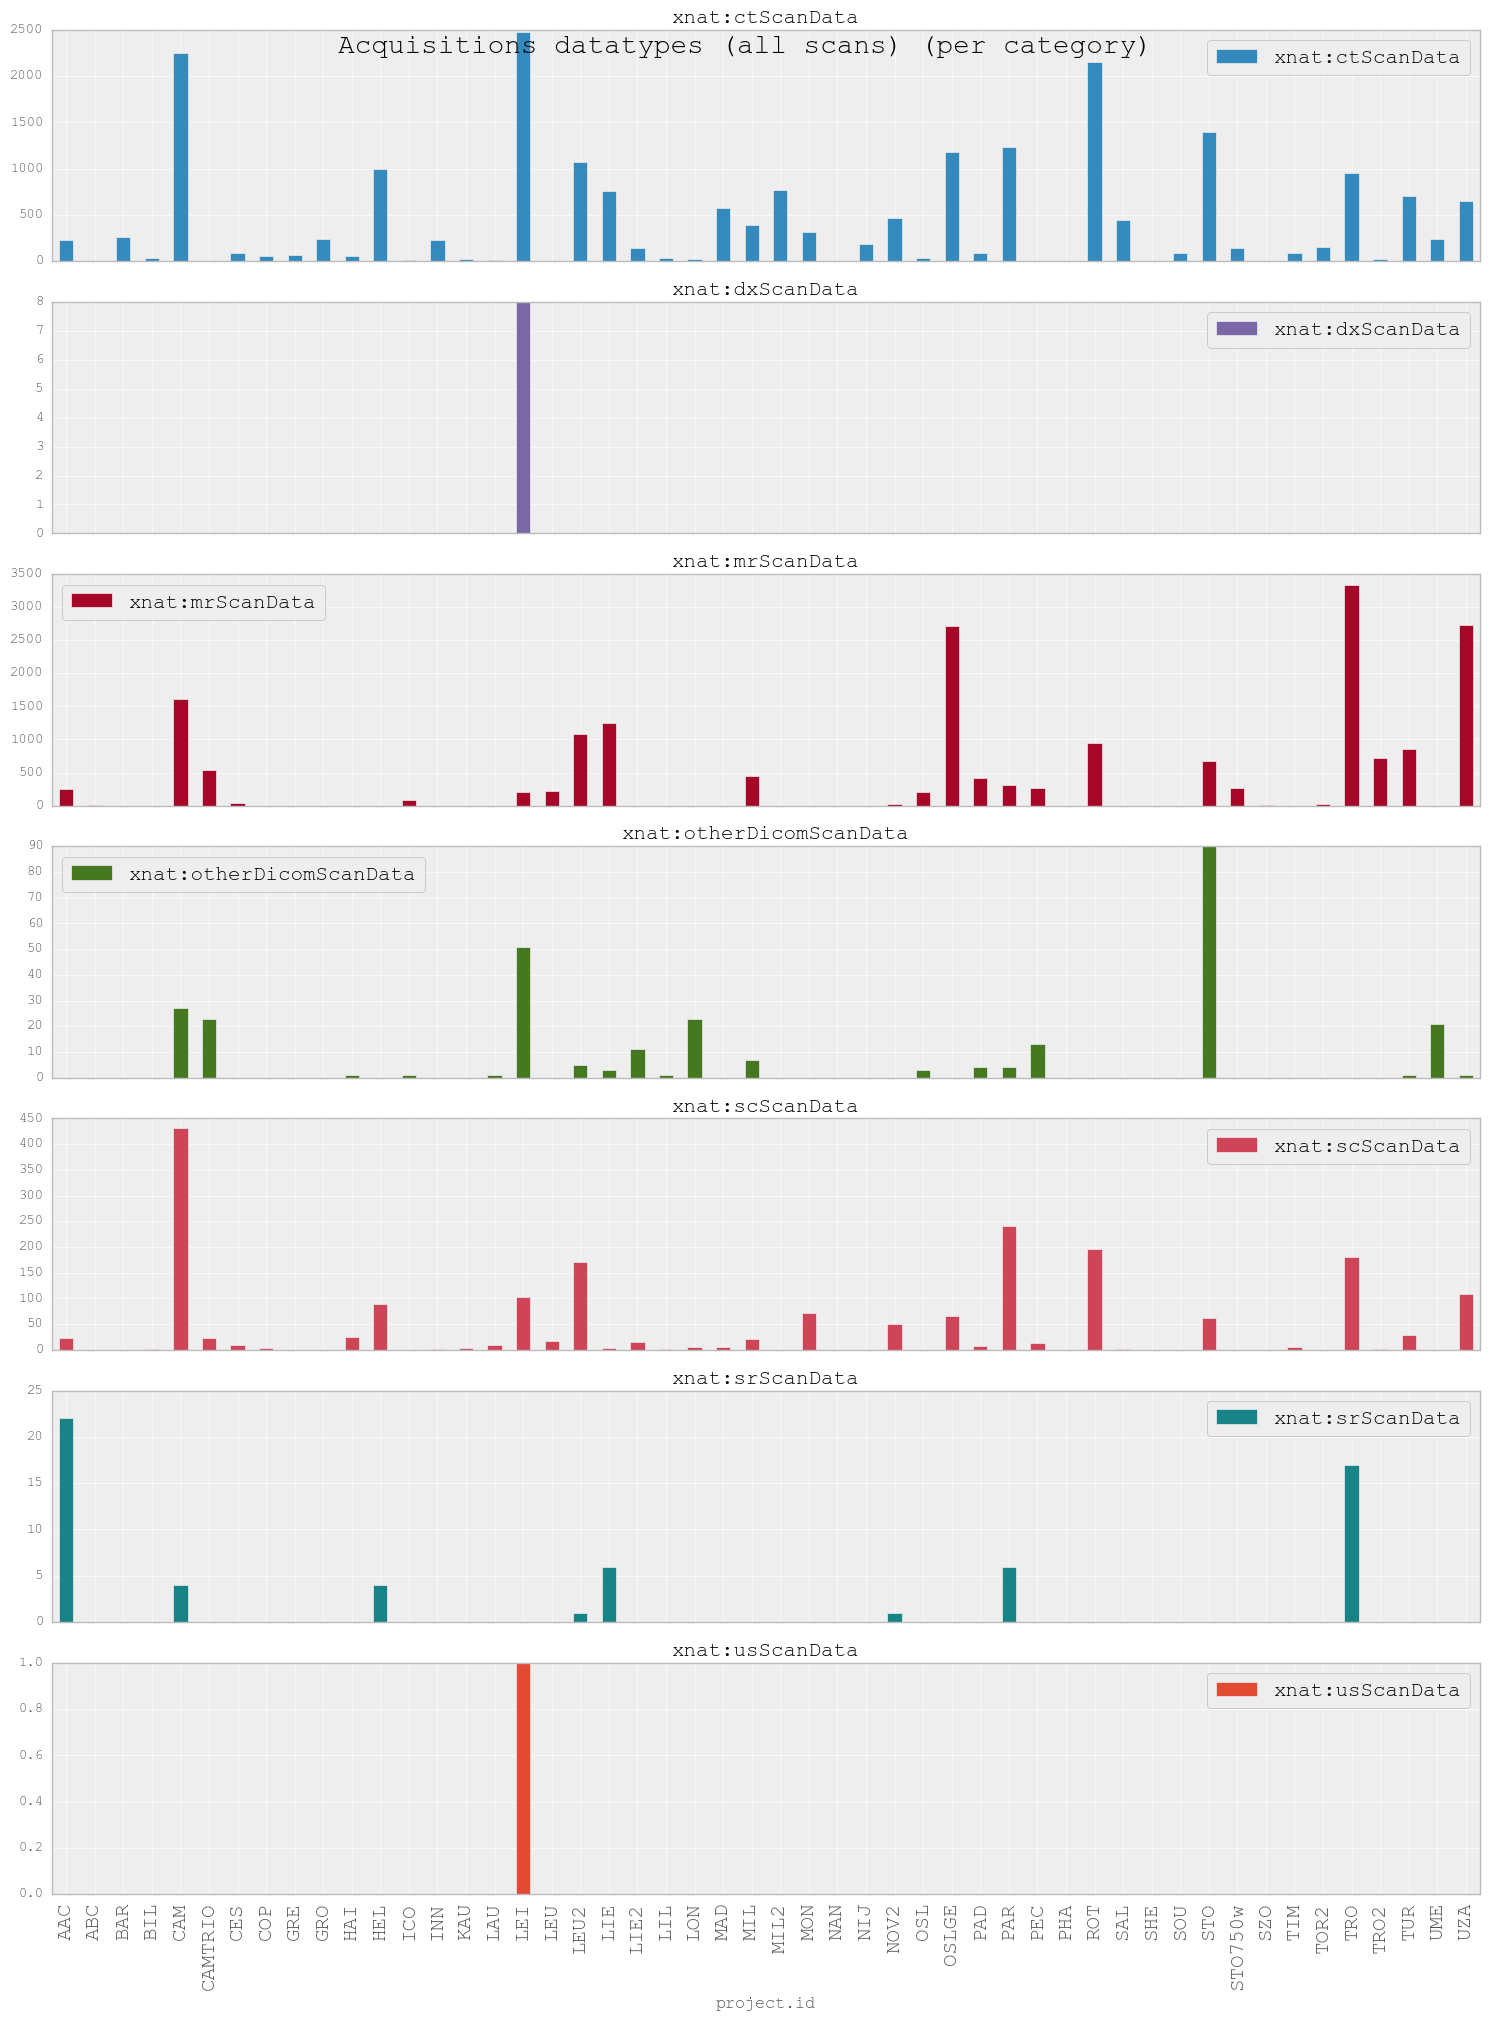 xnat:ctScanData
Acquisitions datatypes (all scans) (per category)
xnat:ctScanData
2500
2000
1500
1000
500
0
xnat:dxScanData
xnat:dxScanData
8
7
6
5
4
3
2
1
0
xnat:mrScanData
xnat:mrScanData
3500
3000
2500
2000
1500
1000
500
0
xnat:otherDicomScanData
xnat:otherDicomScanData
90
80
70
60
50
40
30
20
10
0
xnat:scScanData
xnat:scScanData
450
400
350
300
250
200
150
100
50
0
xnat:srScanData
xnat:srScanData
25
20
15
10
5
0
xnat:usScanData
xnat:usScanData
1.0
0.8
0.6
0.4
0.2
0.0
AAC
ABC
BAR
BIL
CAM
CAMTRIO
CES
COP
GRE
GRO
HAI
HEL
ICO
INN
KAU
LAU
LEI
LEU
LEU2
LIE
LIE2
LIL
LON
MAD
MIL
MIL2
MON
NAN
NIJ
NOV2
OSL
OSLGE
PAD
PAR
PEC
PHA
ROT
SAL
SHE
SOU
STO
STO750w
SZO
TIM
TOR2
TRO
TRO2
TUR
UME
UZA
project.id